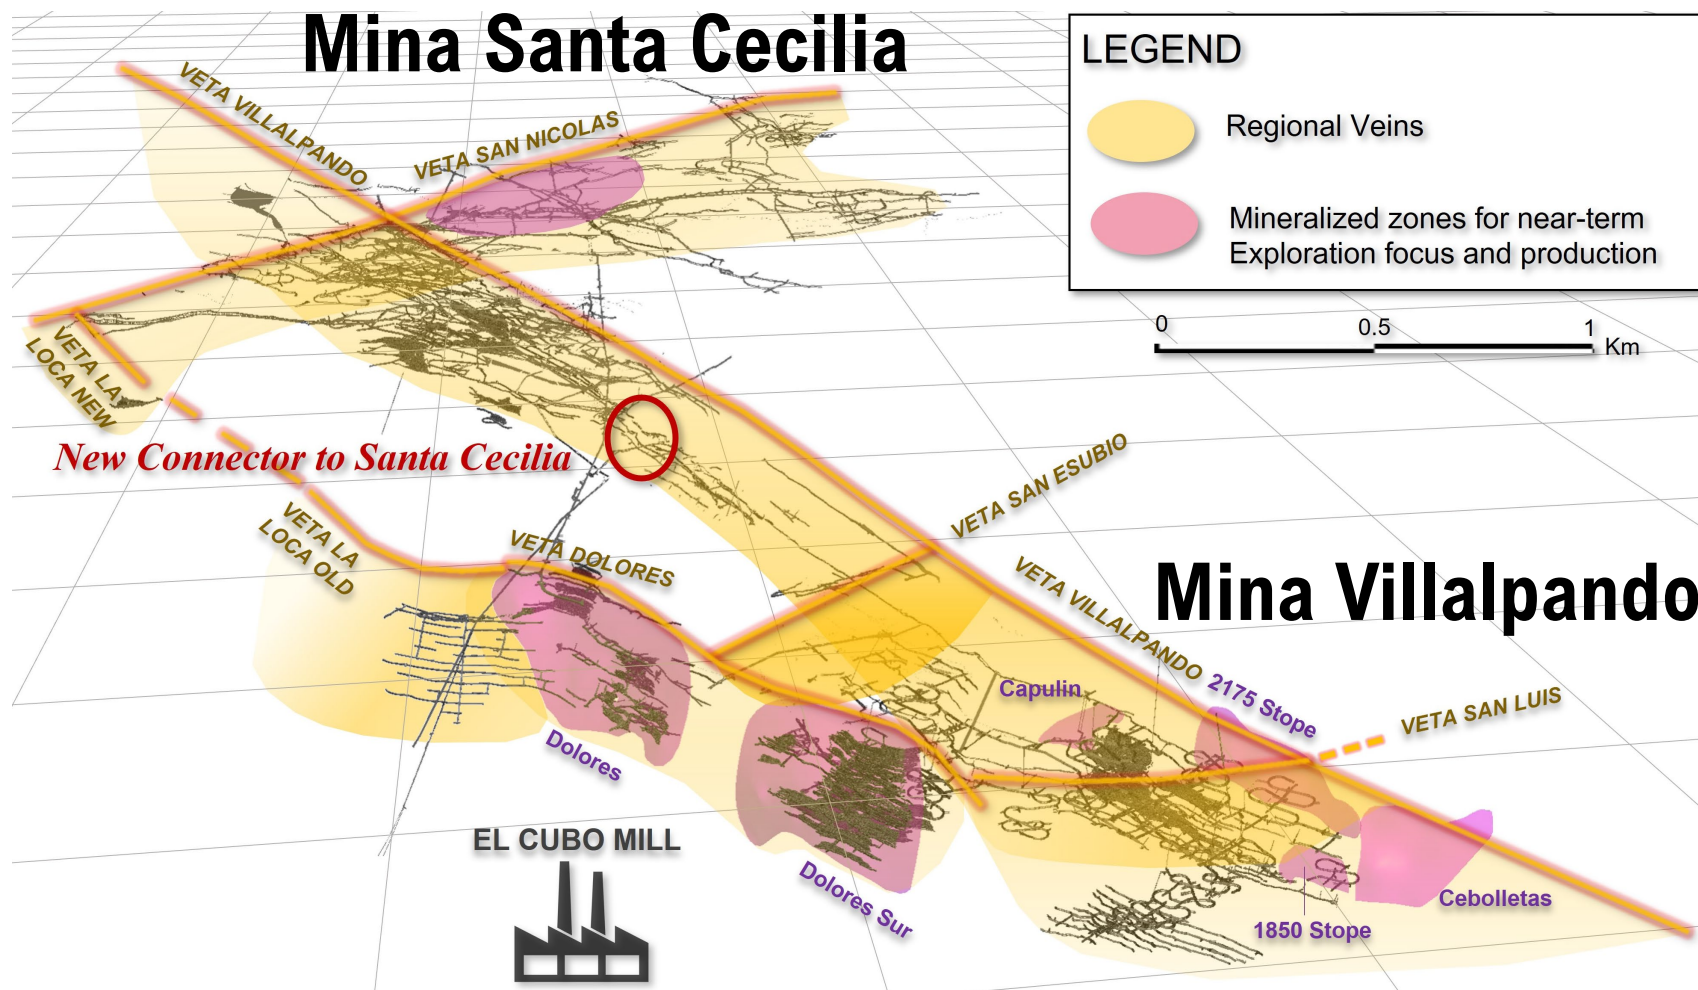 Mina Santa Cecilia
LEGEND
Regional Veins
Mineralized zones for near-term
Exploration focus and production
0 0.5 1
Km
VETA VILLALPANDO
VETA SAN NICOLAS
VETA LA
LOCA NEW
New Connector to Santa Cecilia
VETA LA
LOCA OLD
VETA DOLORES
VETA SAN ESUBIO
Mina Villalpando
VETA VILLALPANDO
Capulin
2175 Stope
VETA SAN LUIS
Dolores
EL CUBO MILL
Dolores Sur
Cebolletas
1850 Stope